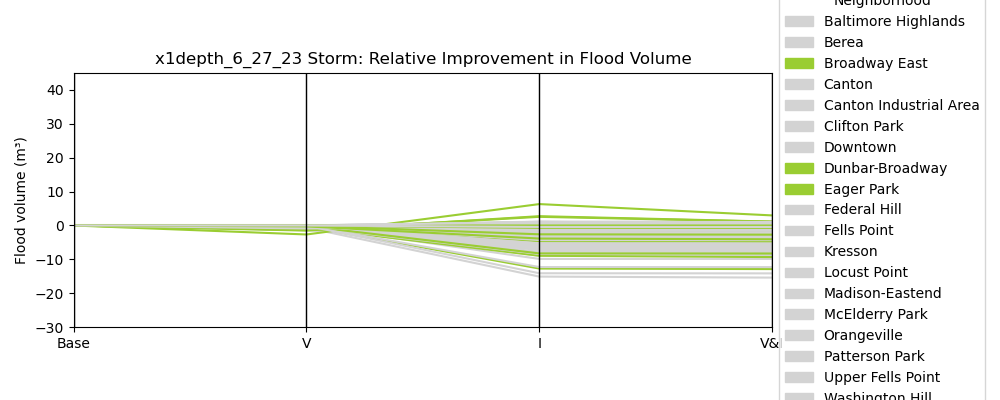 Neighborhood
x1depth_6_27_23 Storm: Relative Improvement in Flood Volume
Flood volume (m³)
40
30
20
10
0
−10
−20
−30
Base
V
I
V&
Baltimore Highlands
Berea
Broadway East
Canton
Canton Industrial Area
Clifton Park
Downtown
Dunbar-Broadway
Eager Park
Federal Hill
Fells Point
Kresson
Locust Point
Madison-Eastend
McElderry Park
Orangeville
Patterson Park
Upper Fells Point
Washington Hill